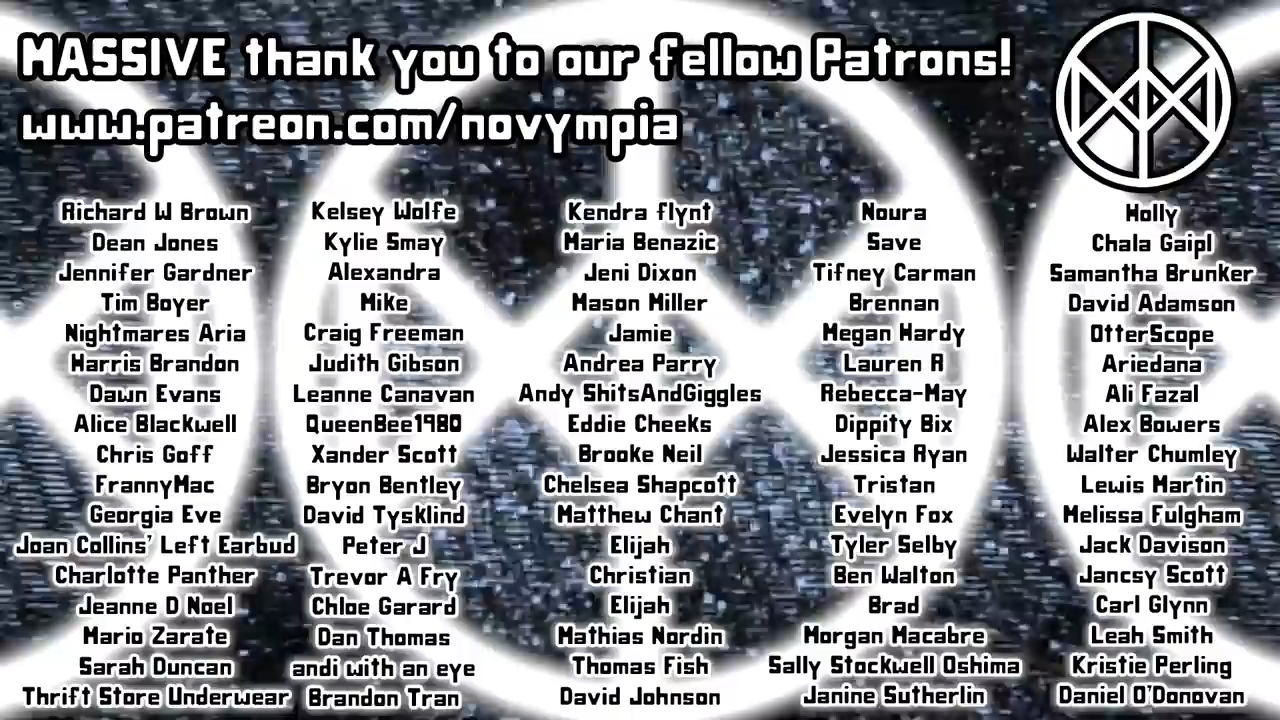 MASSIVE thank you to our fellow Patrons!
www.patreon.com/novympia
Richard W Brown
Dean Jones
Jennifer Gardner
Tim Boyer
Nightmares Aria
Harris Brandon
Dawn Evans
Alice Blackwell
Chris Goff
FrannyMac
Georgia Eve
Joan Collins' Left Earbud
Charlotte Panther
Jeanne D Noel
Mario Zarate
Sarah Duncan
Thrift Store Underwear
Kelsey Wolfe
Kylie Smay
Alexandra
Mike
Craig Freeman
Judith Gibson
Leanne Canavan
QueenBee1980
Xander Scott
Bryon Bentley
David Tysklind
Peter J
Trevor A Fry
Chloe Garard
Dan Thomas
andi with an eye
Brandon Tran
Kendra flynt
Maria Benazic
Jeni Dixon
Mason Miller
Jamie
Andrea Parry
Andy ShitsAndGiggles
Eddie Cheeks
Brooke Neil
Chelsea Shapcott
Matthew Chant
Elijah
Christian
Elijah
Mathias Nordin
Thomas Fish
David Johnson
Noura
Save
Tifney Carman
Brennan
Megan Hardy
Lauren R
Rebecca-May
Dippity Bix
Jessica Ryan
Tristan
Evelyn Fox
Tyler Selby
Ben Walton
Brad
Morgan Macabre
Sally Stockwell Oshima
Janine Sutherlin
Holly
Chala Gaipl
Samantha Brunker
David Adamson
OtterScope
Ariedana
Ali Fazal
Alex Bowers
Walter Chumley
Lewis Martin
Melissa Fulgham
Jack Davison
Jancsy Scott
Carl Glynn
Leah Smith
Kristie Perling
Daniel O'Donovan